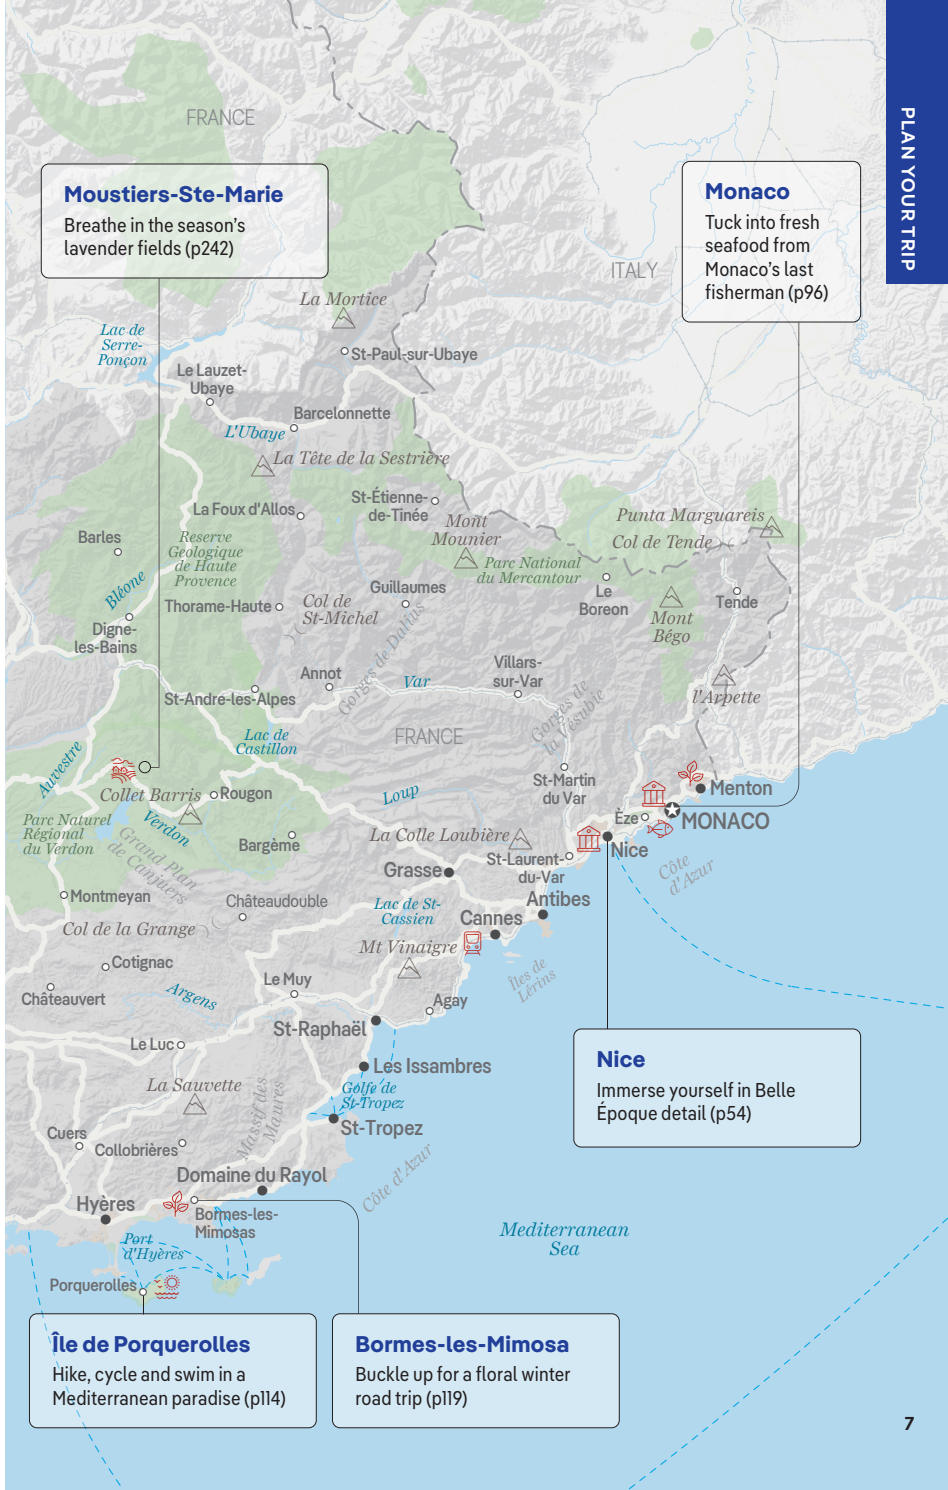 PLAN YOUR TRIP
FRANCE
Moustiers-Ste-Marie
Breathe in the season's
lavender fields (p242)
Monaco
Tuck into fresh
seafood from
Monaco's last
fisherman (p96)
ITALY
La Mortice
Lac de
Serre-
Ponçon
St-Paul-sur-Ubaye
Le Lauzet-
Ubaye
Barcelonnette
L'Ubaye
La Tête de la Sestrière
La Foux d'Allos
St-Étienne-
de-Tinée
Mont
Mounier
Punta Marguareis
Col de Tende
Barles
Reserve
Geologique
de Haute
Provence
Parc National
du Mercantour
Bléone
Guillaumes
Le
Boreon
Tende
Thorame-Haute
Col de
St-Michel
Gorges de Daluis
Mont
Bégo
Digne-
les-Bains
Annot
Var
Villars-
sur-Var
St-Andre-les-Alpes
l'Arpette
Gorges de
la Vésubie
Lac de
Castillon
FRANCE
Auvestre
St-Martin
du Var
Menton
Collet Barris
Rougon
Loup
Èze
MONACO
Parc Naturel
Régional
du Verdon
Verdon
Grand Plan
de Canjuers
Bargème
La Colle Loubière
Nice
St-Laurent-
du-Var
Côte
d'Azur
Grasse
Montmeyan
Châteaudouble
Lac de St-
Cassien
Antibes
Cannes
Col de la Grange
Mt Vinaigre
Îles de
Lérins
Cotignac
Châteauvert
Argens
Le Muy
Agay
St-Raphaël
Le Luc
Nice
Immerse yourself in Belle
Époque detail (p54)
Les Issambres
La Sauvette
Massif des
Maures
Golfe de
St-Tropez
St-Tropez
Cuers
Collobrières
Côte d'Azur
Domaine du Rayol
Hyères
Bormes-les-
Mimosas
Mediterranean
Sea
Port
d'Hyères
Porquerolles
Île de Porquerolles
Hike, cycle and swim in a
Mediterranean paradise (p114)
Bormes-les-Mimosa
Buckle up for a floral winter
road trip (p119)
7